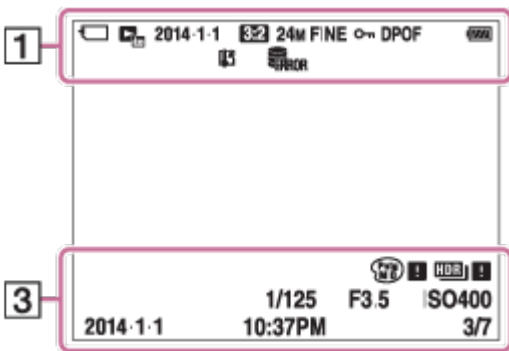 1
2014-1-1 3:2 24M FINE DPOF
ERROR
3
HDR
1/125 F3.5 ISO400
2014-1-1 10:37PM 3/7